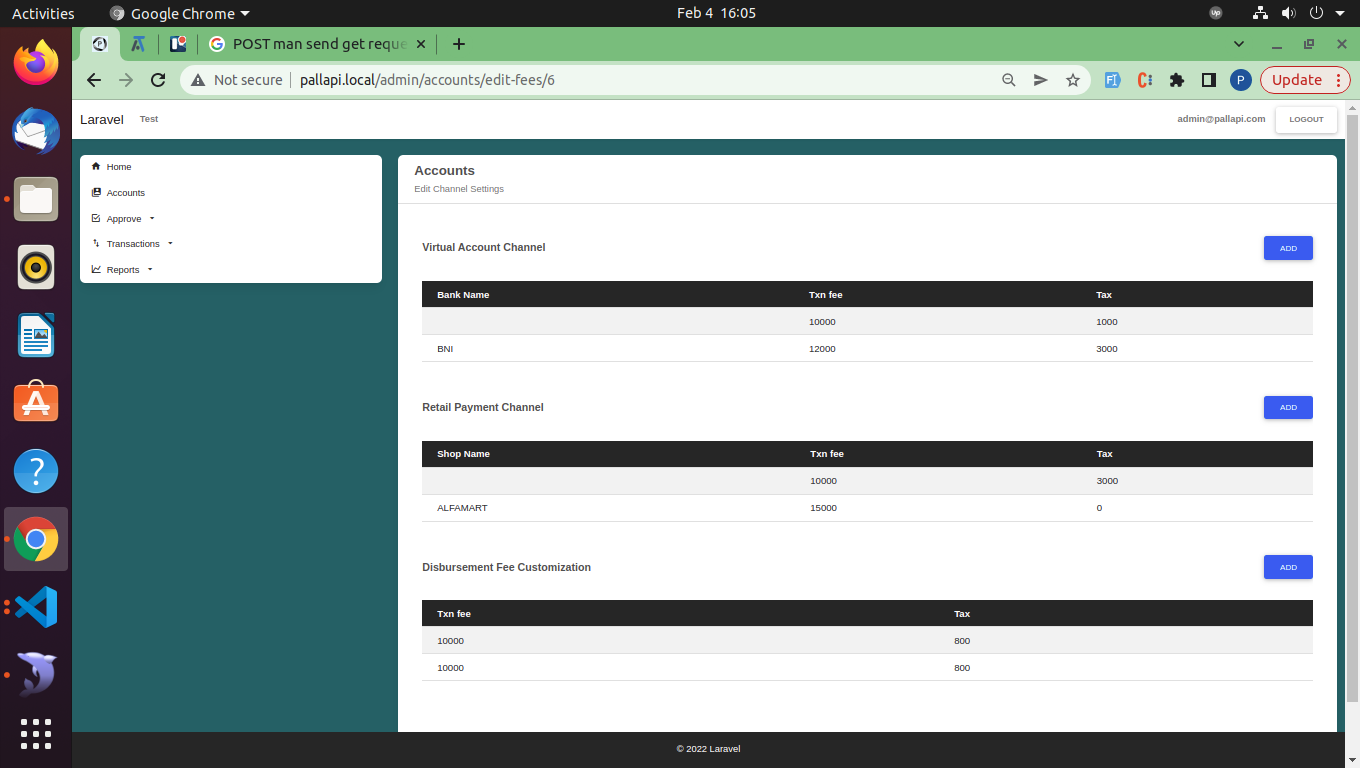 Activities Google Chrome Feb 4 16:05 Up
POST man send get reque
Not secure pallapi.local/admin/accounts/edit-fees/6 P Update
Laravel Test admin@pallapi.com LOGOUT
Home
Accounts
Approve
Transactions
Reports
Accounts
Edit Channel Settings
Virtual Account Channel ADD
Bank Name Txn fee Tax
10000 1000
BNI 12000 3000
Retail Payment Channel ADD
Shop Name Txn fee Tax
10000 3000
ALFAMART 15000 0
Disbursement Fee Customization ADD
Txn fee Tax
10000 800
10000 800
© 2022 Laravel